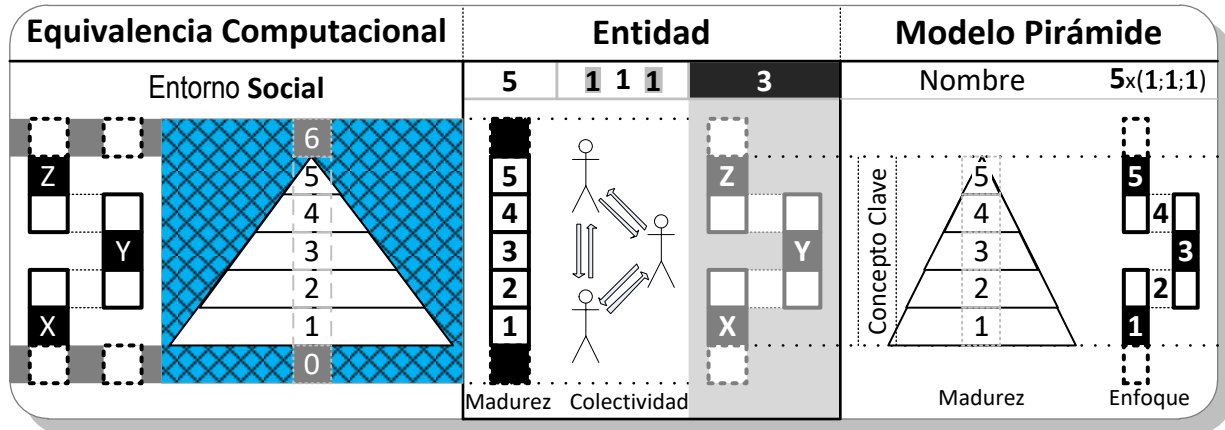 Equivalencia Computacional
Entidad
Modelo Pirámide
Entorno Social
5
1 1 1
3
Nombre
5x(1;1;1)
Z
Y
X
6
5
4
3
2
1
0
5
4
3
2
1
Z
Y
X
Concepto Clave
5
4
3
2
1
5
4
3
2
1
Madurez
Colectividad
Madurez
Enfoque